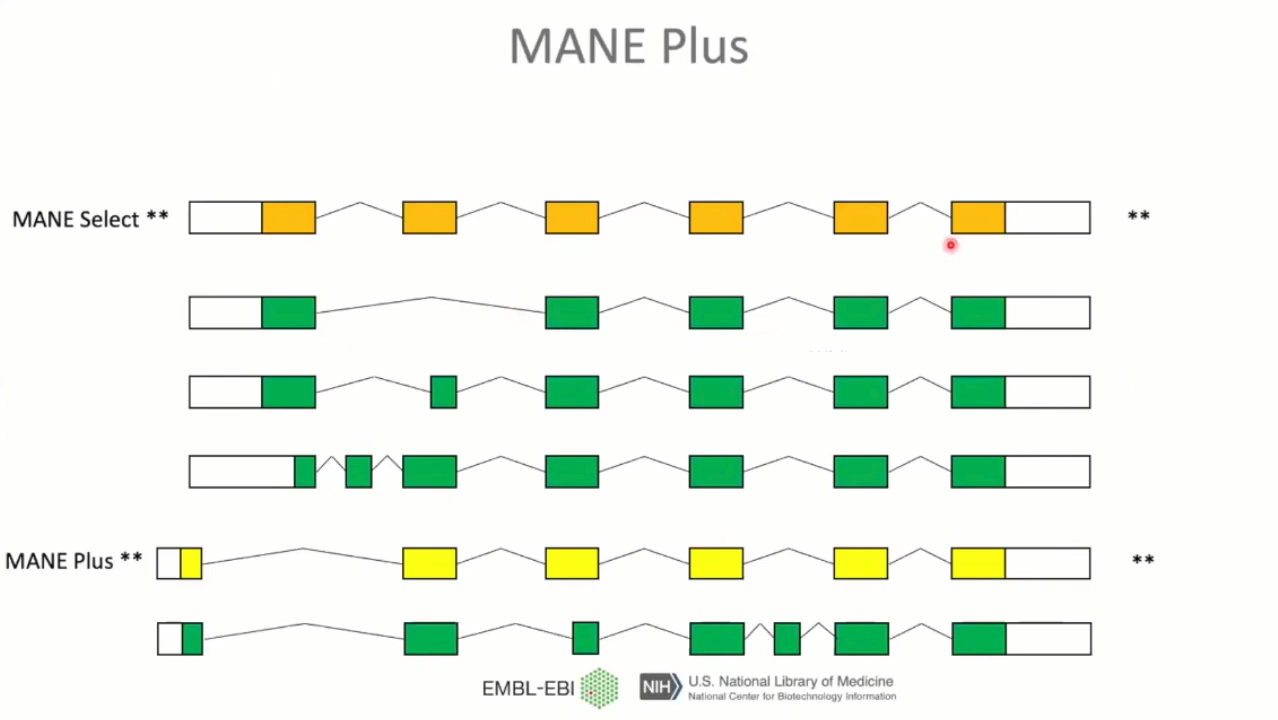 MANE Plus
MANE Select ** **
MANE Plus ** **
EMBL-EBI NIH U.S. National Library of Medicine
National Center for Biotechnology Information